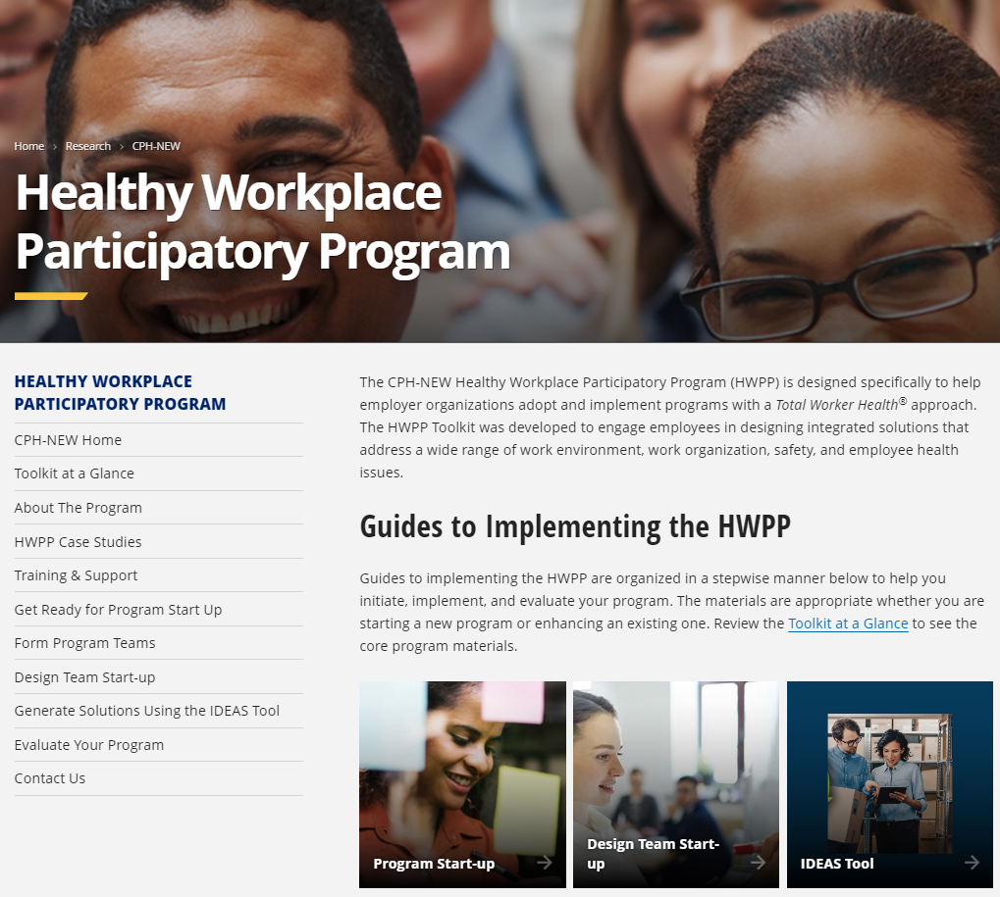 Home › Research › CPH-NEW
Healthy Workplace
Participatory Program
HEALTHY WORKPLACE
PARTICIPATORY PROGRAM
CPH-NEW Home
Toolkit at a Glance
About The Program
HWPP Case Studies
Training & Support
Get Ready for Program Start Up
Form Program Teams
Design Team Start-up
Generate Solutions Using the IDEAS Tool
Evaluate Your Program
Contact Us
The CPH-NEW Healthy Workplace Participatory Program (HWPP) is designed specifically to help
employer organizations adopt and implement programs with a Total Worker Health® approach.
The HWPP Toolkit was developed to engage employees in designing integrated solutions that
address a wide range of work environment, work organization, safety, and employee health
issues.
Guides to Implementing the HWPP
Guides to implementing the HWPP are organized in a stepwise manner below to help you
initiate, implement, and evaluate your program. The materials are appropriate whether you are
starting a new program or enhancing an existing one. Review the Toolkit at a Glance to see the
core program materials.
Program Start-up
Design Team Start-
up
IDEAS Tool